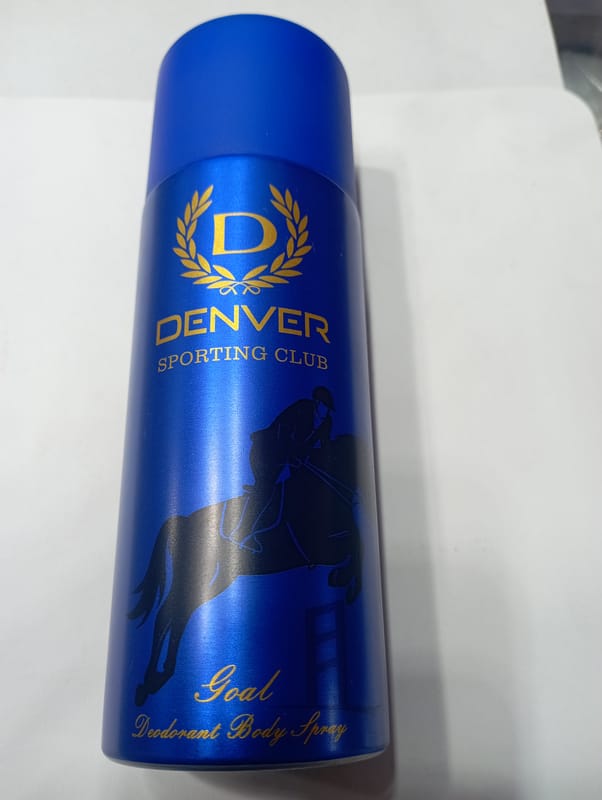 D
DENVER
SPORTING CLUB
Goal
Deodorant Body Spray